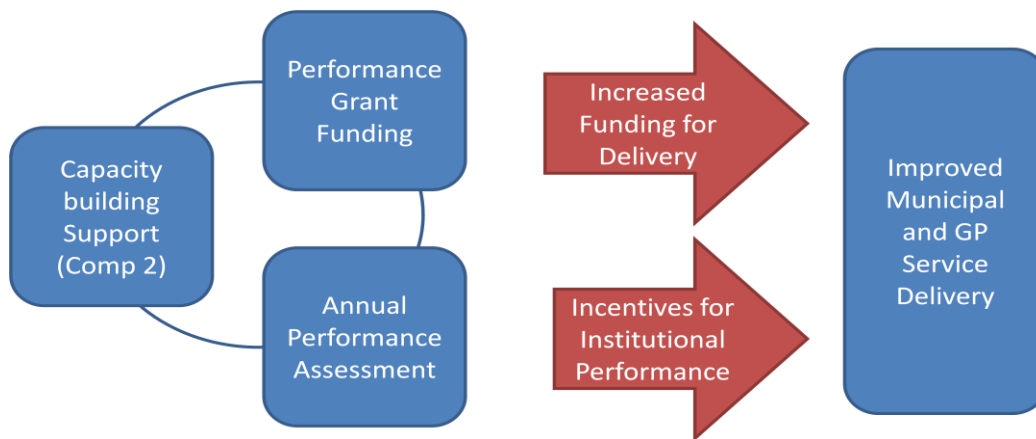 Performance
Grant
Funding
Capacity
building
Support
(Comp 2)
Annual
Performance
Assessment
Increased
Funding for
Delivery
Incentives for
Institutional
Performance
Improved
Municipal
and GP
Service
Delivery